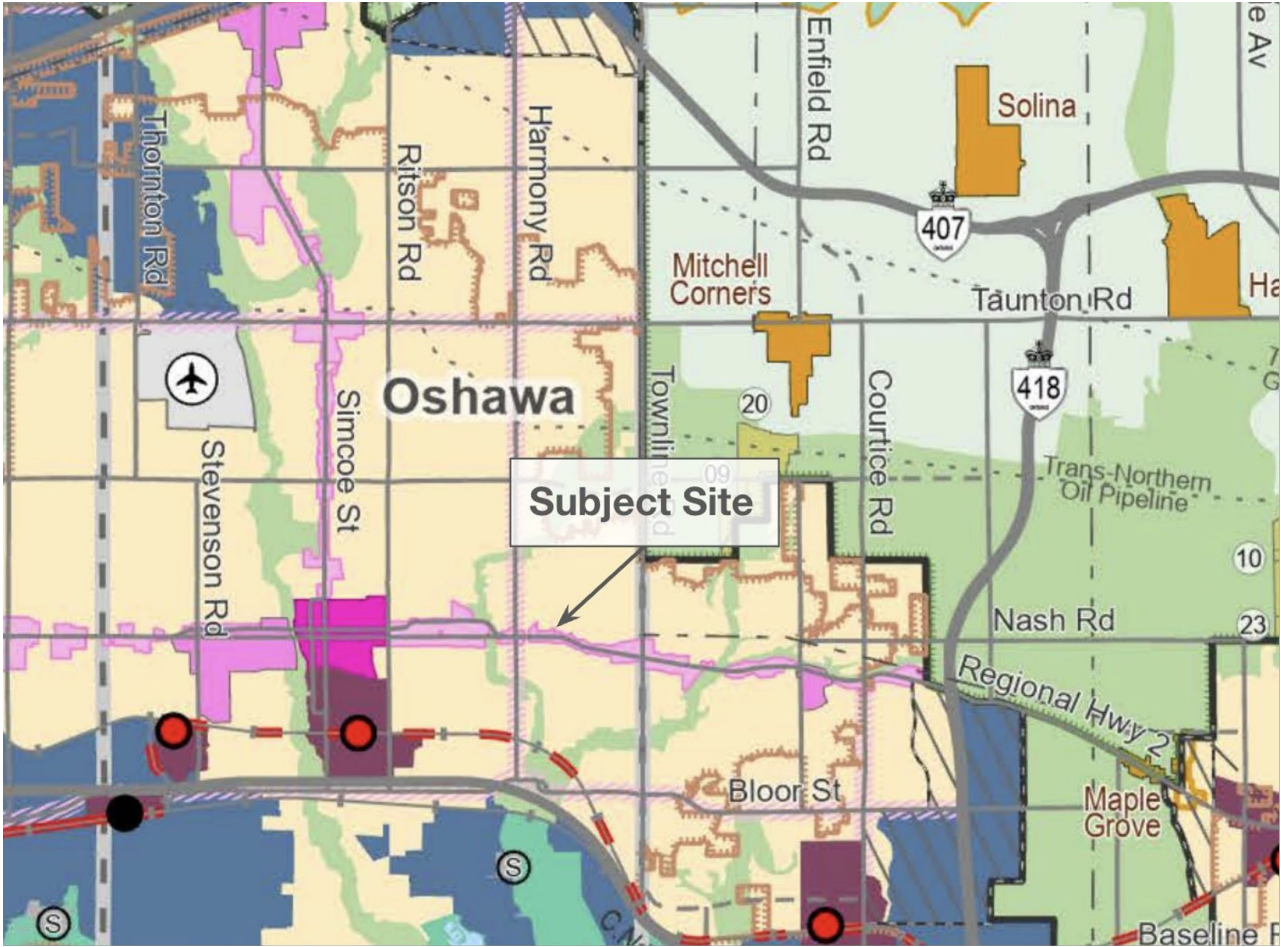 Enfield Rd
Solina
Thornton Rd
Ritson Rd
Harmony Rd
407
ONTARIO
Mitchell
Corners
Taunton Rd
Oshawa
Simcoe St
Townline Rd
20
Courtice Rd
418
ONTARIO
Stevenson Rd
09
Subject Site
Trans-Northern
Oil Pipeline
10
Nash Rd
23
Regional Hwy 2
Bloor St
Maple
Grove
S
S
Baseline